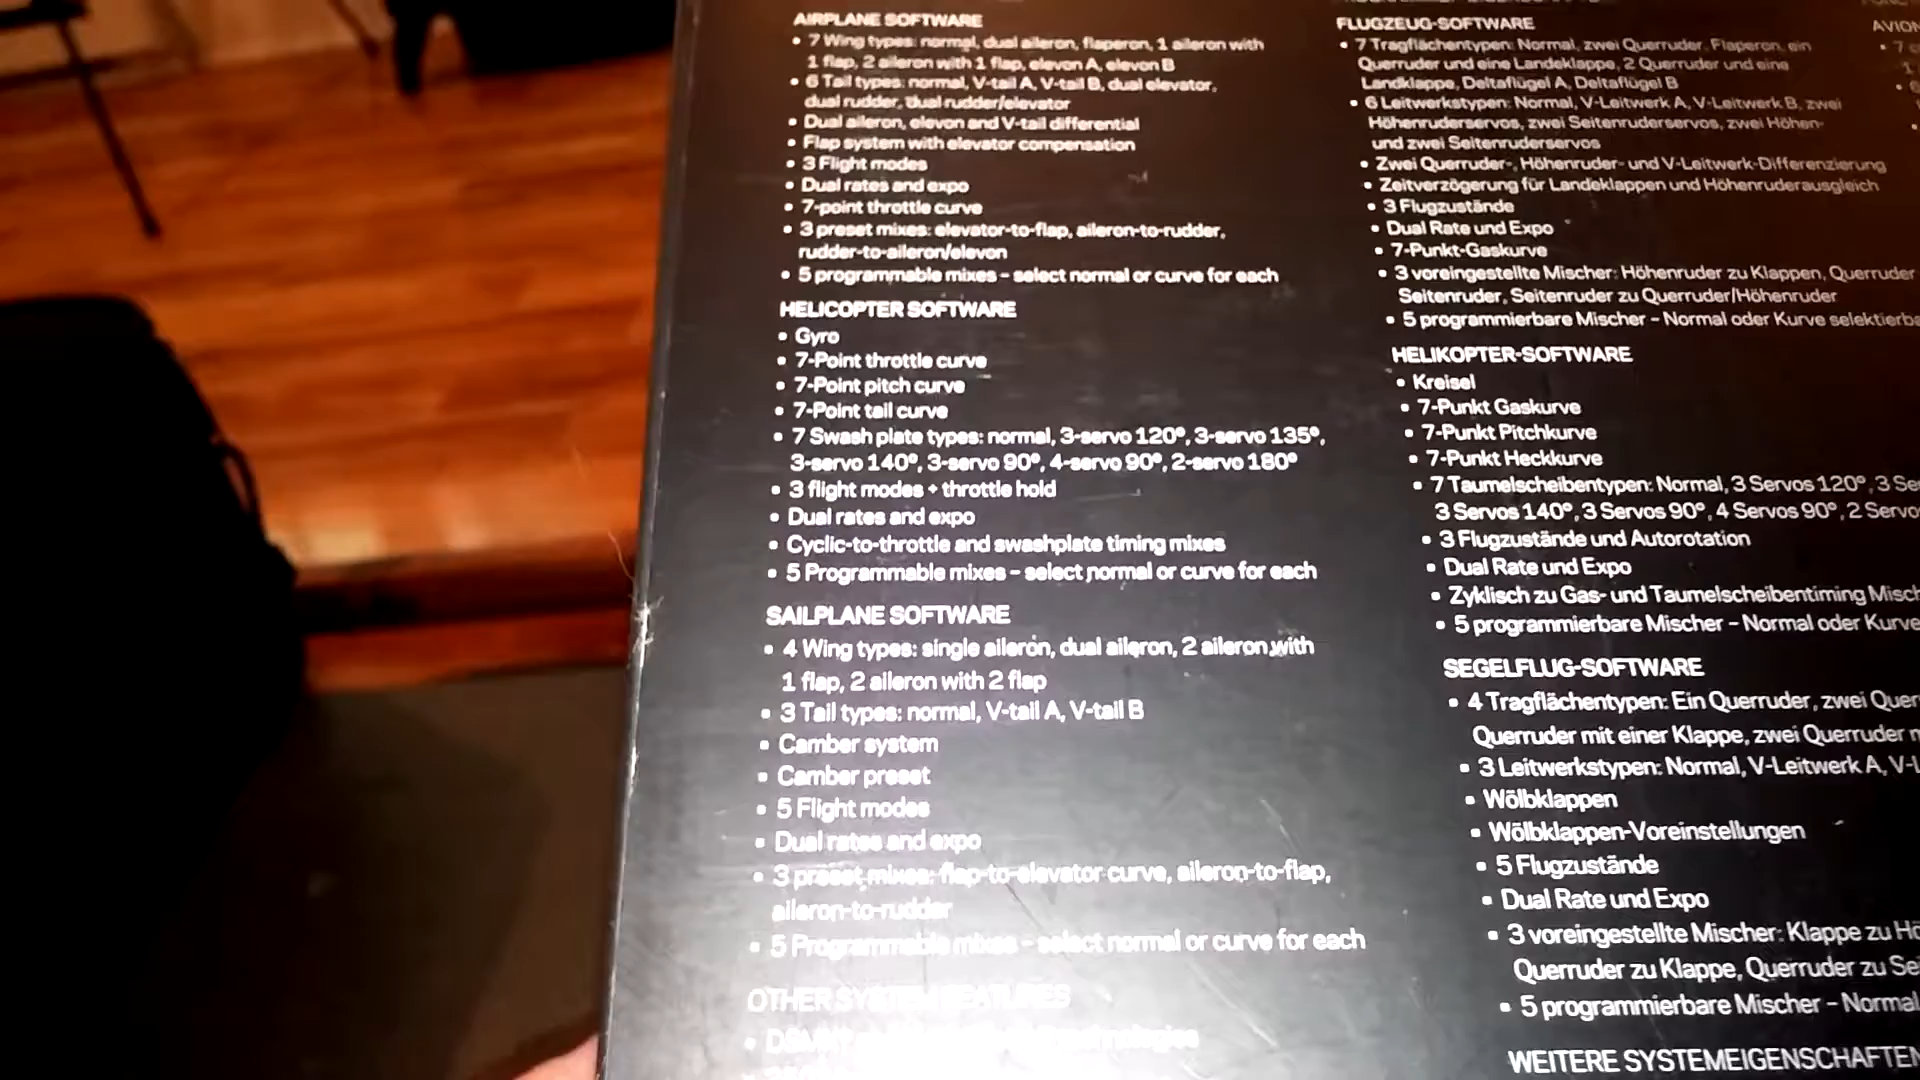 AIRPLANE SOFTWARE
• 7 Wing types: normal, dual aileron, flaperon, 1 aileron with
1 flap, 2 aileron with 1 flap, elevon A, elevon B
• 6 Tail types: normal, V-tail A, V-tail B, dual elevator,
dual rudder, dual rudder/elevator
• Dual aileron, elevon and V-tail differential
• Flap system with elevator compensation
• 3 Flight modes
• Dual rates and expo
• 7-point throttle curve
• 3 preset mixes: elevator-to-flap, aileron-to-rudder,
rudder-to-aileron/elevon
• 5 programmable mixes – select normal or curve for each
HELICOPTER SOFTWARE
• Gyro
• 7-Point throttle curve
• 7-Point pitch curve
• 7-Point tail curve
• 7 Swash plate types: normal, 3-servo 120º, 3-servo 135º,
3-servo 140º, 3-servo 90º, 4-servo 90º, 2-servo 180º
• 3 flight modes + throttle hold
• Dual rates and expo
• Cyclic-to-throttle and swashplate timing mixes
• 5 Programmable mixes – select normal or curve for each
SAILPLANE SOFTWARE
• 4 Wing types: single aileron, dual aileron, 2 aileron with
1 flap, 2 aileron with 2 flap
• 3 Tail types: normal, V-tail A, V-tail B
• Camber system
• Camber preset
• 5 Flight modes
• Dual rates and expo
• 3 preset mixes: flap-to-elevator curve, aileron-to-flap,
aileron-to-rudder
• 5 Programmable mixes – select normal or curve for each
OTHER SYSTEM FEATURES
FLUGZEUG-SOFTWARE
• 7 Tragflächentypen: Normal, zwei Querruder, Flaperon, ein
Querruder und eine Landeklappe, 2 Querruder und eine
Landklappe, Deltaflügel A, Deltaflügel B
• 6 Leitwerkstypen: Normal, V-Leitwerk A, V-Leitwerk B, zwei
Höhenruderservos, zwei Seitenruderservos, zwei Höhen-
und zwei Seitenruderservos
• Zwei Querruder-, Höhenruder- und V-Leitwerk-Differenzierung
• Zeitverzögerung für Landeklappen und Höhenruderausgleich
• 3 Flugzustände
• Dual Rate und Expo
• 7-Punkt-Gaskurve
• 3 voreingestellte Mischer: Höhenruder zu Klappen, Querruder
Seitenruder, Seitenruder zu Querruder/Höhenruder
• 5 programmierbare Mischer – Normal oder Kurve
HELIKOPTER-SOFTWARE
• Kreisel
• 7-Punkt Gaskurve
• 7-Punkt Pitchkurve
• 7-Punkt Heckkurve
• 7 Taumelscheibentypen: Normal, 3 Servos 120º, 3
3 Servos 140º, 3 Servos 90º, 4 Servos 90º, 2
• 3 Flugzustände und Autorotation
• Dual Rate und Expo
• Zyklisch zu Gas- und Taumelscheibentiming
• 5 programmierbare Mischer – Normal oder Kurve
SEGELFLUG-SOFTWARE
• 4 Tragflächentypen: Ein Querruder, zwei
Querruder mit einer Klappe, zwei Querruder
• 3 Leitwerkstypen: Normal, V-Leitwerk A,
• Wölbklappen
• Wölbklappen-Voreinstellungen
• 5 Flugzustände
• Dual Rate und Expo
• 3 voreingestellte Mischer: Klappe zu
Querruder zu Klappe, Querruder zu
• 5 programmierbare Mischer – Normal
WEITERE SYSTEMEIGENSCHAFTEN